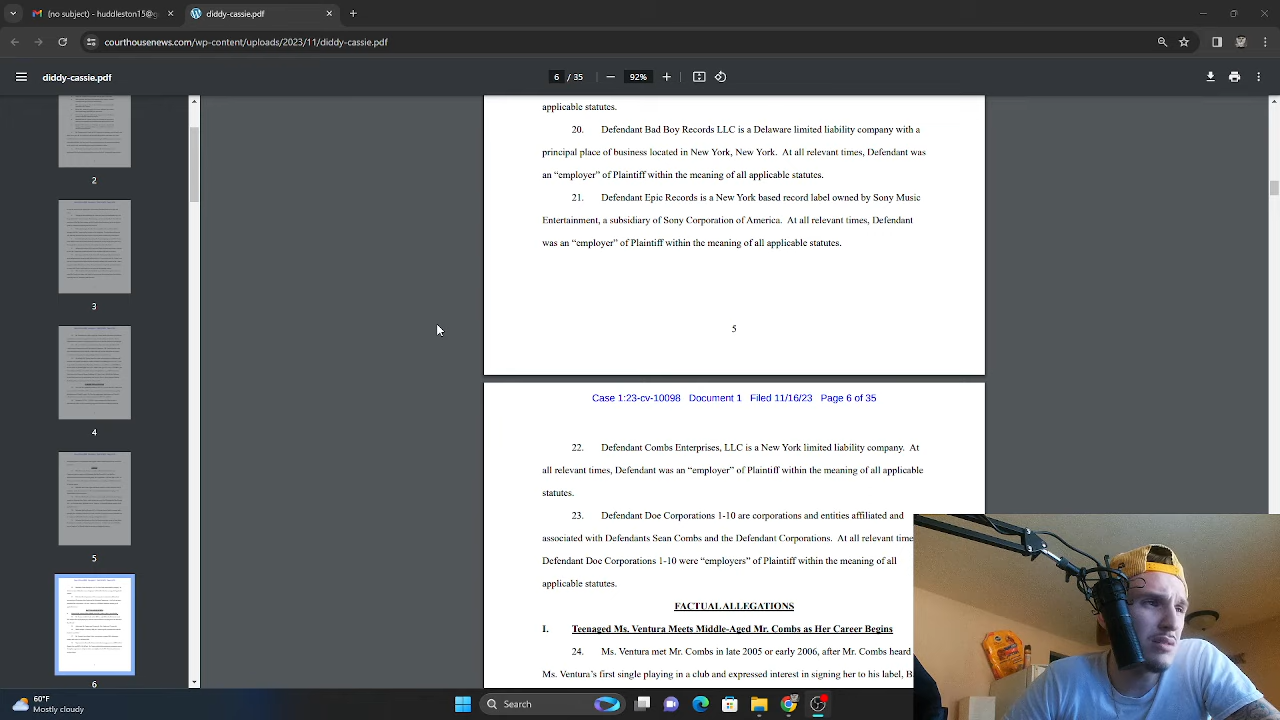 (no subject) - huddleston15@g
diddy-cassie.pdf
courthousenews.com/wp-content/uploads/2023/11/diddy-cassie.pdf
diddy-cassie.pdf
6 / 35
93%
applicable statutes.
20. Defendant Bad Boy Records LLC is a Delaware limited liability company with a
principal place of business located in New York, New York. At all relevant times, Defendant was
an "employer" of Plaintiff within the meaning of all applicable statutes.
21. Defendant Epic Records is a New York based record label owned by Sony Music
Entertainment, a subsidiary of Sony Corporation of America. At all relevant times, Defendant
"employer" of Plaintiff within the meaning of all applicable statutes.
5
Case 1:23-cv-10098 Document 1 Filed 11/16/23 Page 6 of 35
22. Defendant Combs Enterprises, LLC is a New York limited liability company. At
all relevant times, Defendant was an "employer" of Plaintiff within the meaning of all applicable
statutes.
23. Defendant Doe Corporations 1-10 are corporations or entities affiliated and
associated with Defendants Sean Combs and the Defendant Corporations. At all relevant time
Defendant Doe Corporations 1-10 were "employers" of Plaintiff within the meaning of all
applicable statutes.
I. Teenage Ms. Ventura Meets Mr. Combs, Her Career
24. Ms. Ventura met Mr. Combs in late 2005 or early 2006, after Mr. Combs heard
Ms. Ventura's first single playing in a club and expressed interest in signing her to his label, B
2
3
4
5
6
60°F
Mostly cloudy
Search